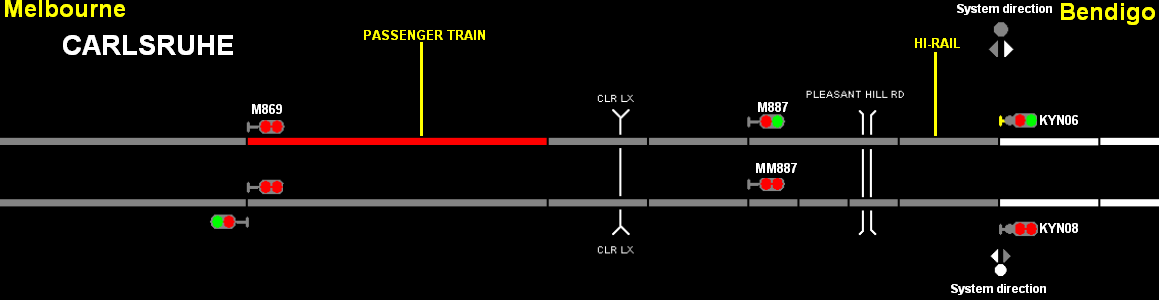 Melbourne
System direction
Bendigo
CARLSRUHE
PASSENGER TRAIN
HI-RAIL
M869
CLR LX
M887
PLEASANT HILL RD
KYN06
MM887
CLR LX
KYN08
System direction